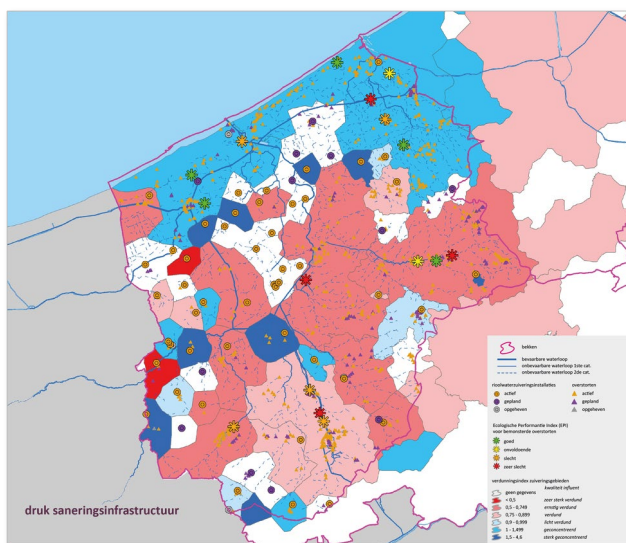 druk saneringsinfrastructuur
bekken
bevaarbare waterloop
onbevaarbare waterloop 1ste cat.
onbevaarbare waterloop 2de cat.
rioolwaterzuiveringsinstallaties
overstorten
actief
actief
gepland
gepland
opgeheven
opgeheven
Ecologische Performantie Index (EPI)
voor bemonsterde overstorten
goed
onvoldoende
slecht
zeer slecht
verdunningsindex zuiveringsgebieden
kwaliteit influent
geen gegevens
< 0,5 zeer sterk verdund
0,5 - 0,749 ernstig verdund
0,75 - 0,899 verdund
0,9 - 0,999 licht verdund
1 - 1,499 geconcentreerd
1,5 - 4,6 sterk geconcentreerd